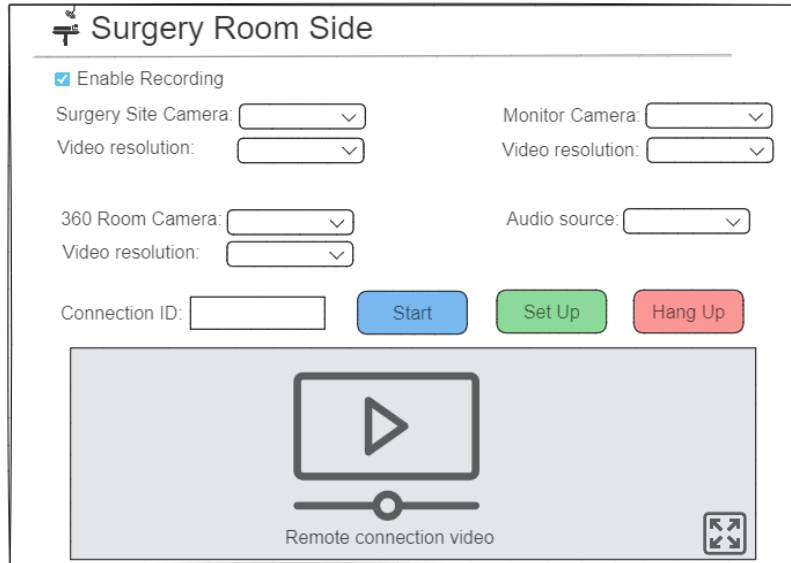 Surgery Room Side
Enable Recording
Surgery Site Camera:
Monitor Camera:
Video resolution:
Video resolution:
360 Room Camera:
Audio source:
Video resolution:
Connection ID:
Start
Set Up
Hang Up
Remote connection video